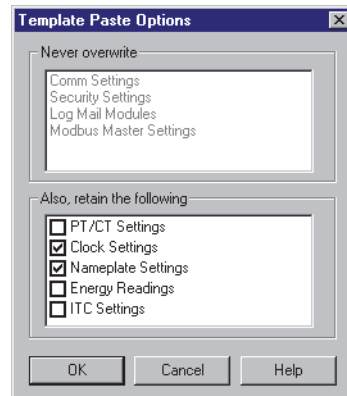 Template Paste Options
Never overwrite
Comm Settings
Security Settings
Log Mail Modules
Modbus Master Settings
Also, retain the following
PT/CT Settings
Clock Settings
Nameplate Settings
Energy Readings
ITC Settings
OK Cancel Help